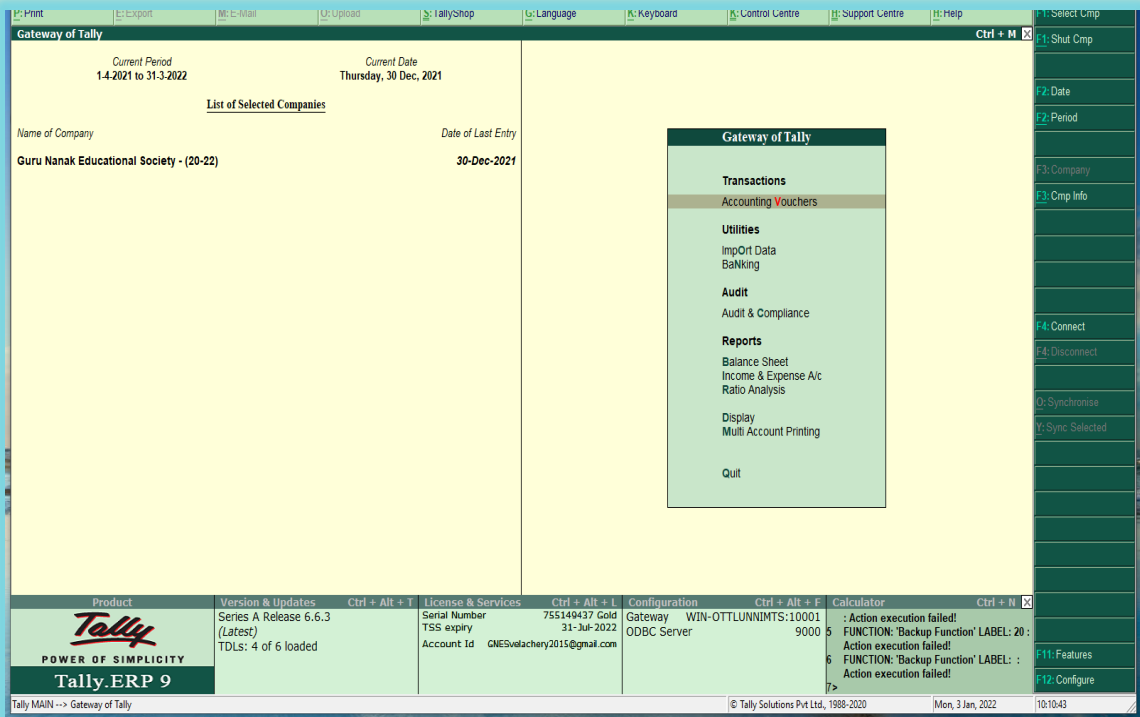 P: Print E: Export M: E-Mail O: Upload S: TallyShop G: Language K: Keyboard K: Control Centre H: Support Centre H: Help F1: Select Cmp
Gateway of Tally Ctrl + M X
F1: Shut Cmp
Current Period Current Date
1-4-2021 to 31-3-2022 Thursday, 30 Dec, 2021
F2: Date
List of Selected Companies
F2: Period
Name of Company Date of Last Entry
Guru Nanak Educational Society - (20-22) 30-Dec-2021
Gateway of Tally
Transactions
Accounting Vouchers
Utilities
ImpOrt Data
BaNking
Audit
Audit & Compliance
Reports
Balance Sheet
Income & Expense A/c
Ratio Analysis
Display
Multi Account Printing
Quit
F3: Company
F3: Cmp Info
F4: Connect
F4: Disconnect
O: Synchronise
Y: Sync Selected
F11: Features
F12: Configure
Product
Tally
POWER OF SIMPLICITY
Tally.ERP 9
Version & Updates Ctrl + Alt + T
Series A Release 6.6.3
(Latest)
TDLs: 4 of 6 loaded
License & Services Ctrl + Alt + L
Serial Number 755149437 Gold
TSS expiry 31-Jul-2022
Account Id GNESvelachery2015@gmail.com
Configuration Ctrl + Alt + F
Gateway WIN-OTTLUNNIMTS:10001
ODBC Server 9000
Calculator Ctrl + N X
: Action execution failed!
5 FUNCTION: 'Backup Function' LABEL: 20 :
Action execution failed!
6 FUNCTION: 'Backup Function' LABEL: :
Action execution failed!
7>
Tally MAIN --> Gateway of Tally © Tally Solutions Pvt Ltd., 1988-2020 Mon, 3 Jan, 2022 10:10:43